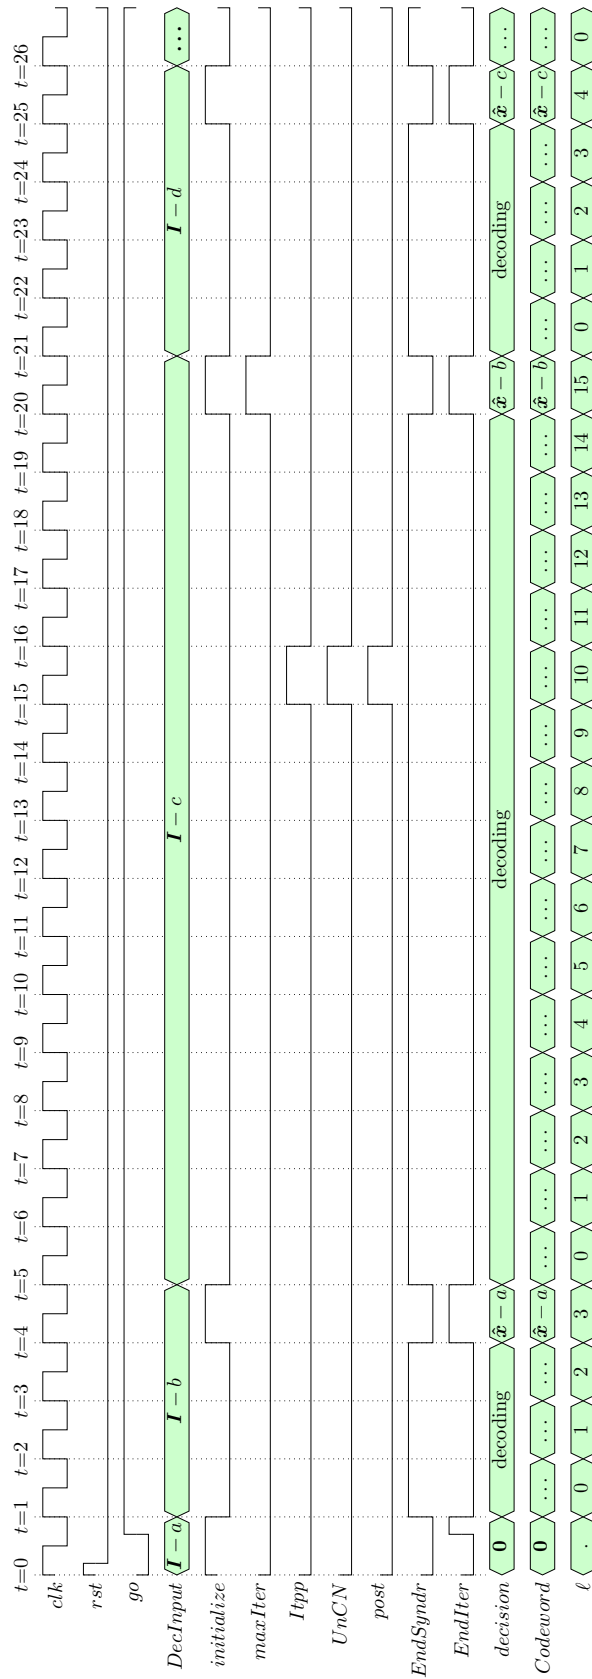 t=0 t=1 t=2 t=3 t=4 t=5 t=6 t=7 t=8 t=9 t=10 t=11 t=12 t=13 t=14 t=15 t=16 t=17 t=18 t=19 t=20 t=21 t=22 t=23 t=24 t=25 t=26
clk
rst
go
DecInput I − a I − b I − c I − d ...
initialize
maxIter
Itpp
UnCN
post
EndSyndr
EndIter
decision 0 decoding x̂ − a decoding x̂ − b decoding x̂ − c ...
Codeword 0 ... ... ... x̂ − a ... ... ... ... ... ... ... ... ... ... ... ... ... ... ... x̂ − b ... ... ... ... x̂ − c ...
ℓ . 0 1 2 3 0 1 2 3 4 5 6 7 8 9 10 11 12 13 14 15 0 1 2 3 4 0